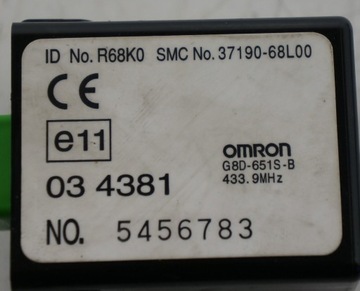 ID No. R68K0 SMC No. 37190-68L00
CE
e11
OMRON
G8D-651S-B
433.9MHz
03 4381
NO. 5456783